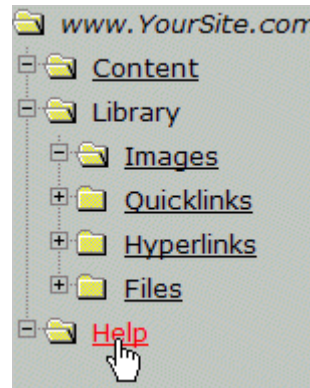 www.YourSite.com
Content
Library
Images
Quicklinks
Hyperlinks
Files
Help